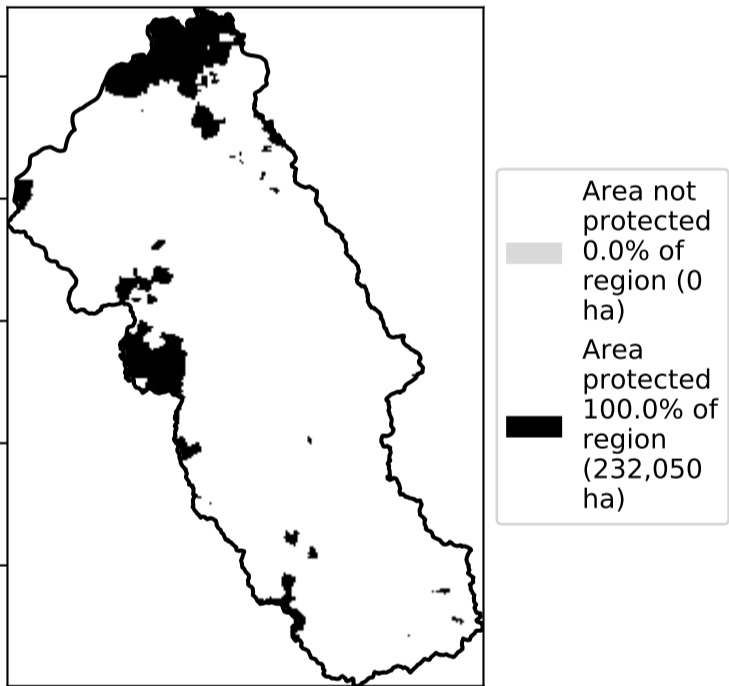 Area not
protected
0.0% of
region (0
ha)
Area
protected
100.0% of
region
(232,050
ha)